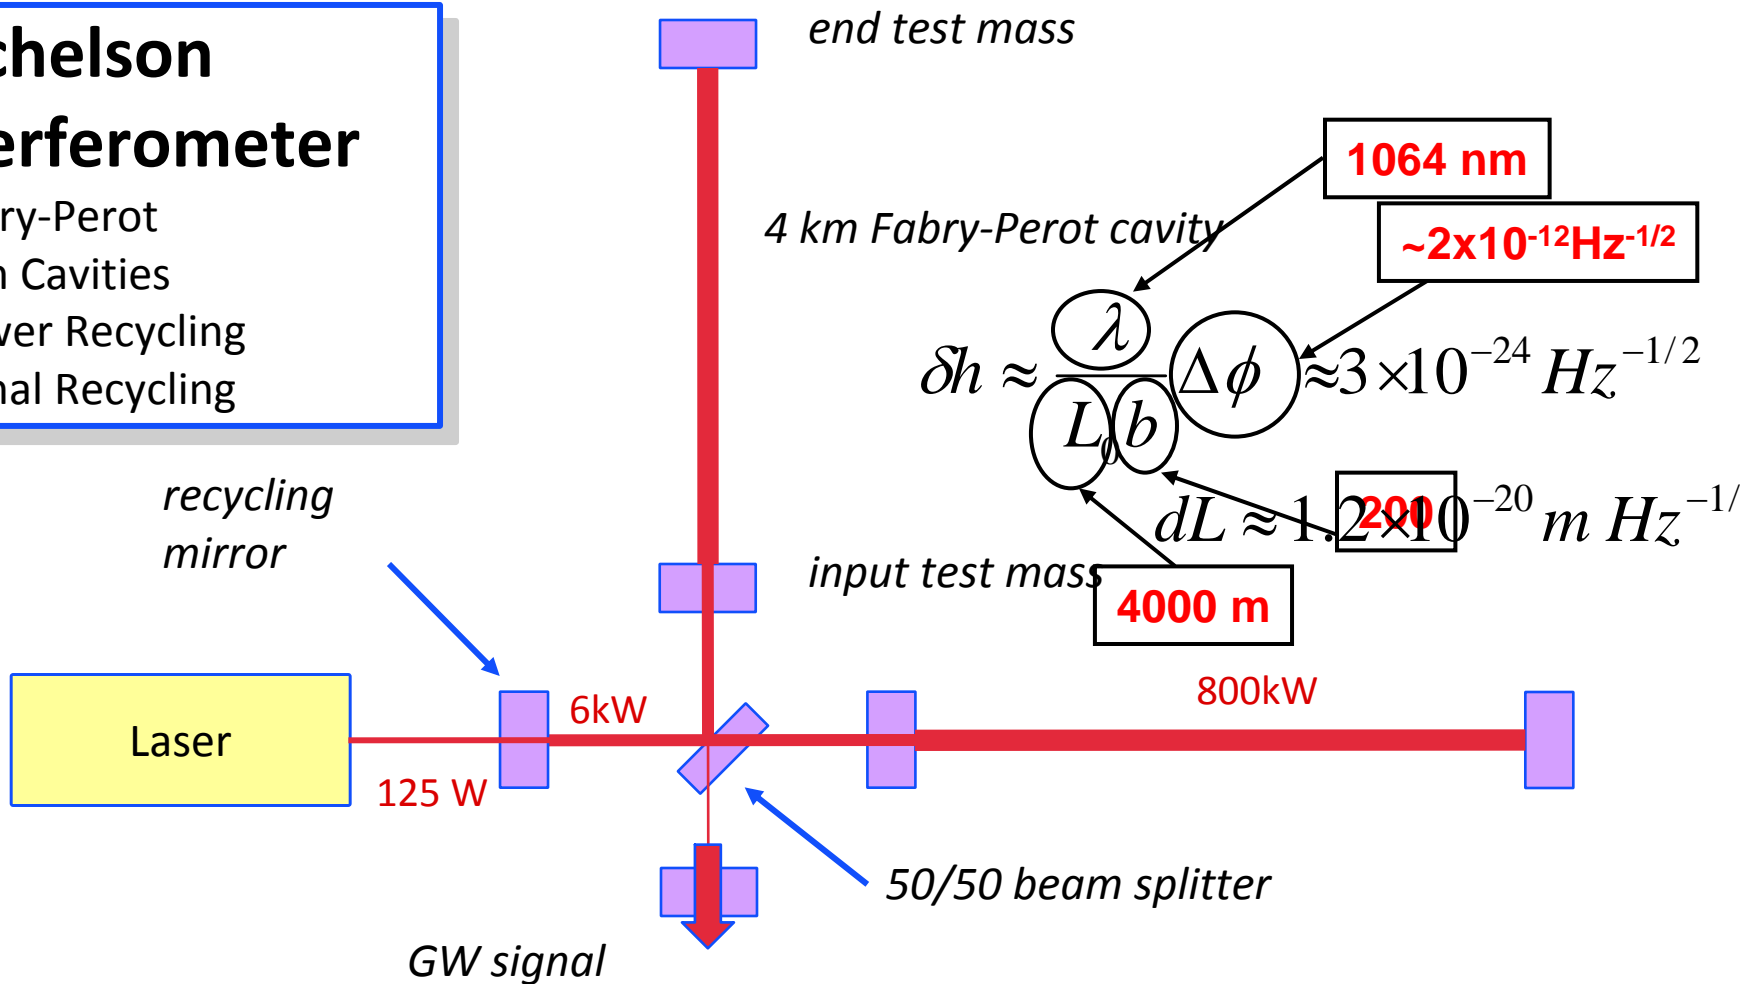 chelson
erferometer
ry-Perot
n Cavities
ver Recycling
nal Recycling
end test mass
1064 nm
4 km Fabry-Perot cavity
~2x10⁻¹²Hz⁻¹/²
δh ≈ λ / L₀ b Δϕ ≈ 3 × 10⁻²⁴ Hz⁻¹/²
200
dL ≈ 1.2 × 10⁻²⁰ m Hz⁻¹/
recycling
mirror
input test mass
4000 m
800kW
6kW
Laser
125 W
50/50 beam splitter
GW signal